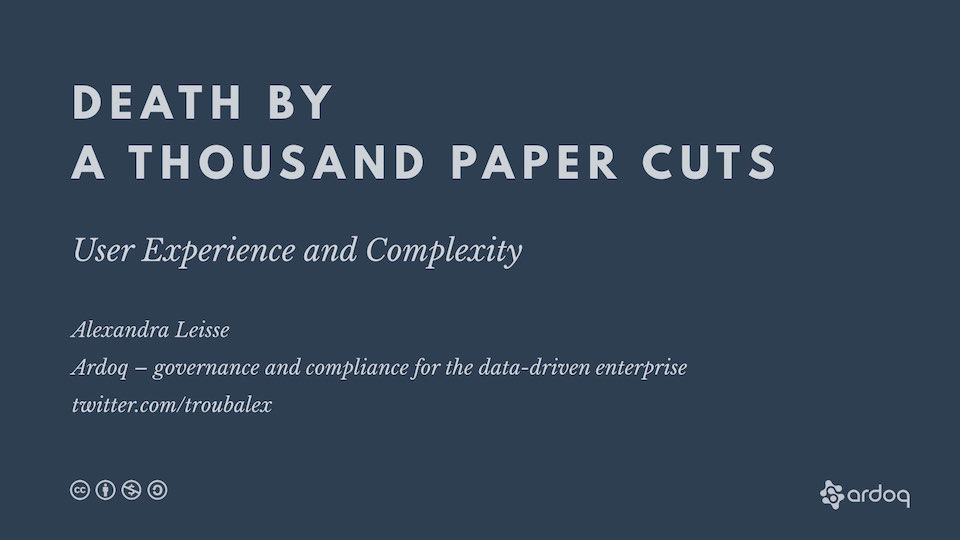 DEATH BY
A THOUSAND PAPER CUTS
User Experience and Complexity
Alexandra Leisse
Ardoq – governance and compliance for the data-driven enterprise
twitter.com/troubalex
cc
ardoq